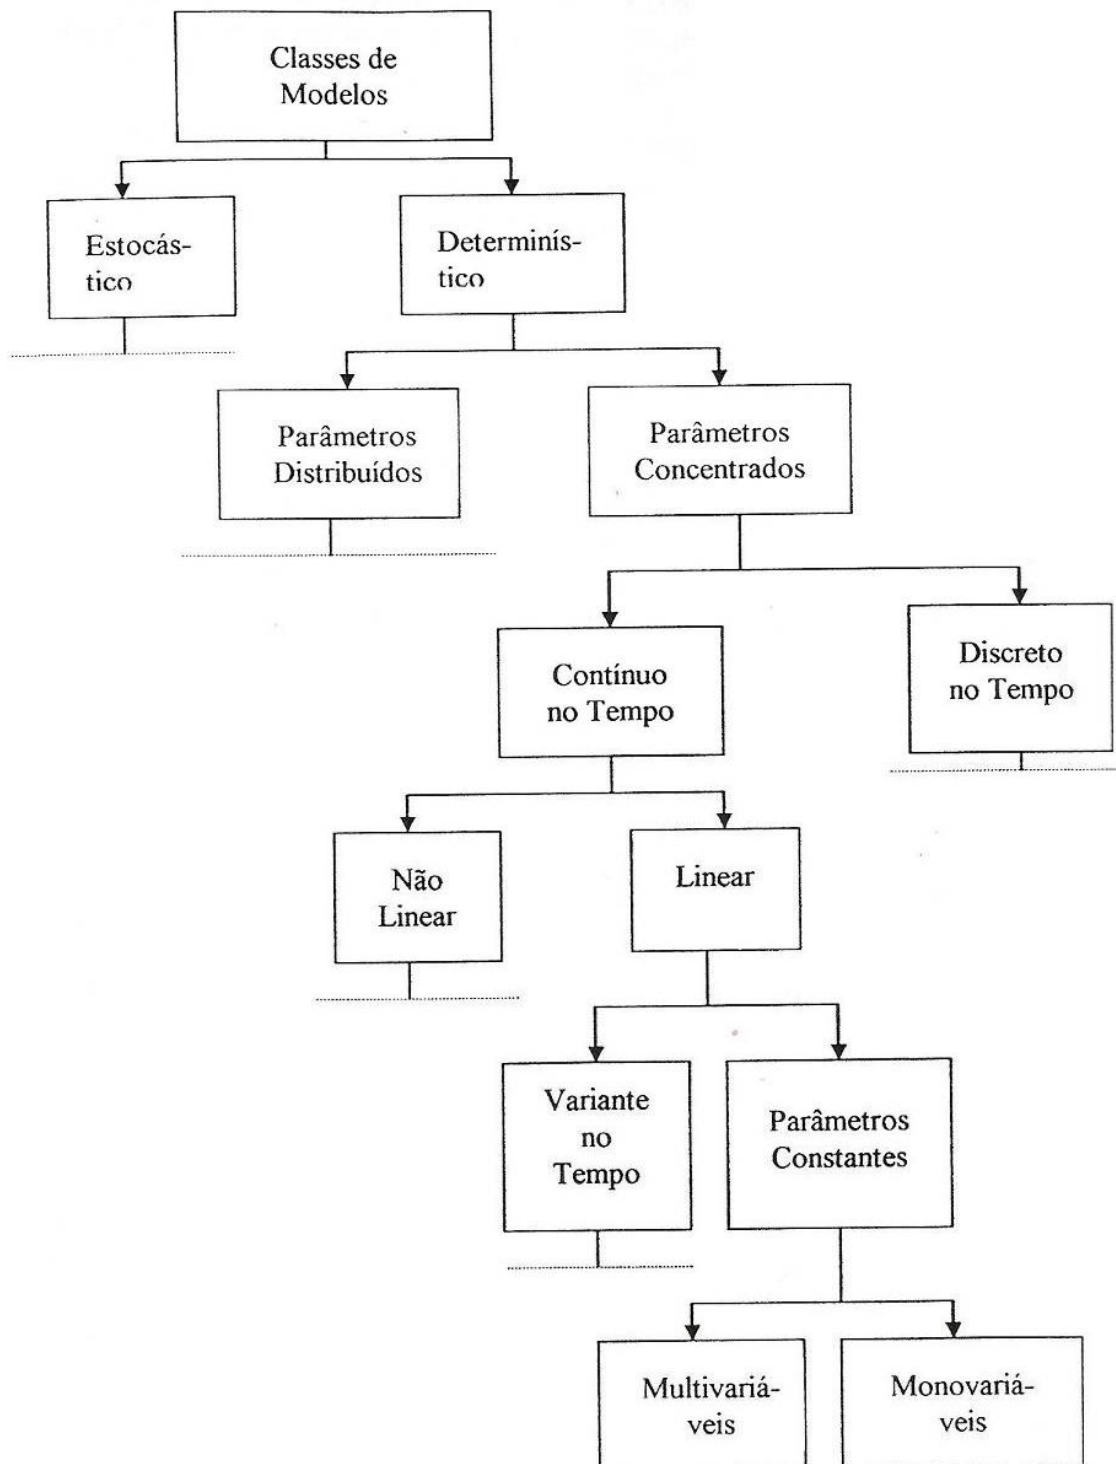 Classes de
Modelos
Estocás-
tico
Determinís-
tico
Parâmetros
Distribuídos
Parâmetros
Concentrados
Contínuo
no Tempo
Discreto
no Tempo
Não
Linear
Linear
Variante
no
Tempo
Parâmetros
Constantes
Multivariá-
veis
Monovariá-
veis